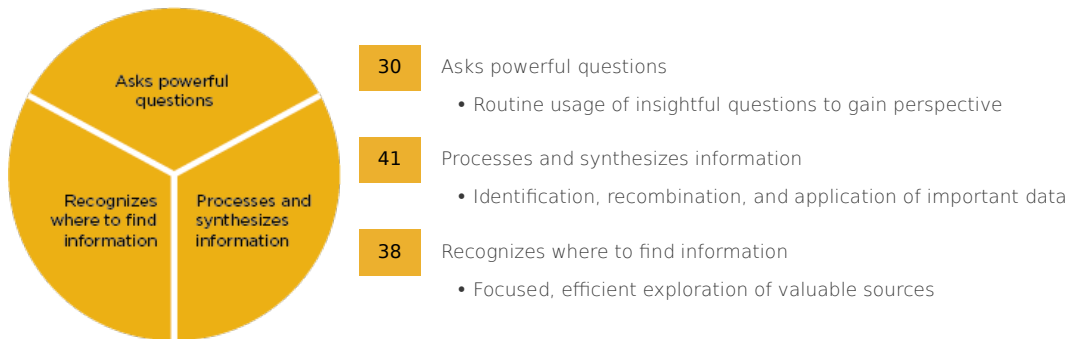 Asks powerful
questions
Recognizes
where to find
information
Processes and
synthesizes
information
30 Asks powerful questions
• Routine usage of insightful questions to gain perspective
41 Processes and synthesizes information
• Identification, recombination, and application of important data
38 Recognizes where to find information
• Focused, efficient exploration of valuable sources